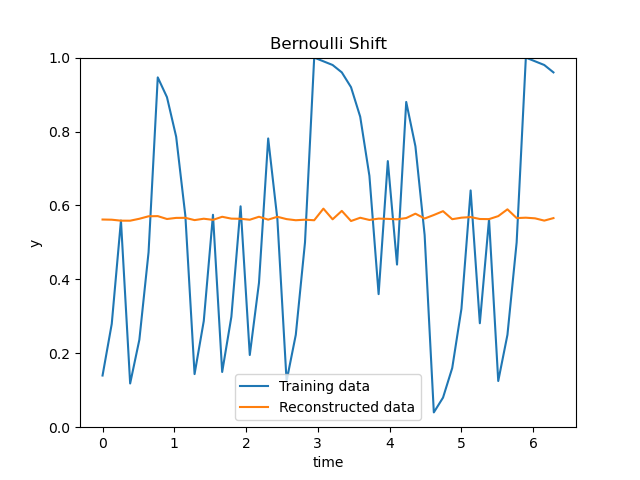 Bernoulli Shift
y
1.0
0.8
0.6
0.4
0.2
0.0
0 1 2 3 4 5 6
time
Training data
Reconstructed data